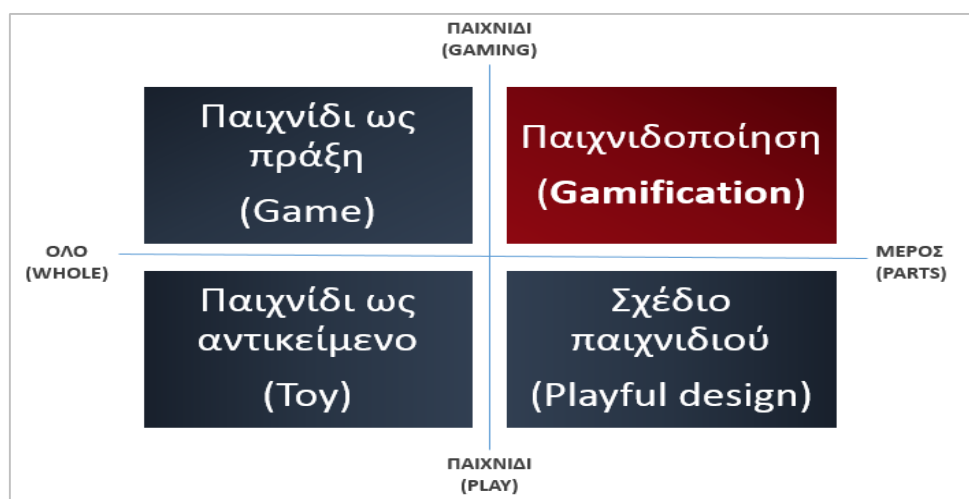 ΠΑΙΧΝΙΔΙ
(GAMING)
Παιχνίδι ως
πράξη
(Game)
Παιχνιδοποίηση
(Gamification)
ΟΛΟ
(WHOLE)
ΜΕΡΟΣ
(PARTS)
Παιχνίδι ως
αντικείμενο
(Toy)
Σχέδιο
παιχνιδιού
(Playful design)
ΠΑΙΧΝΙΔΙ
(PLAY)